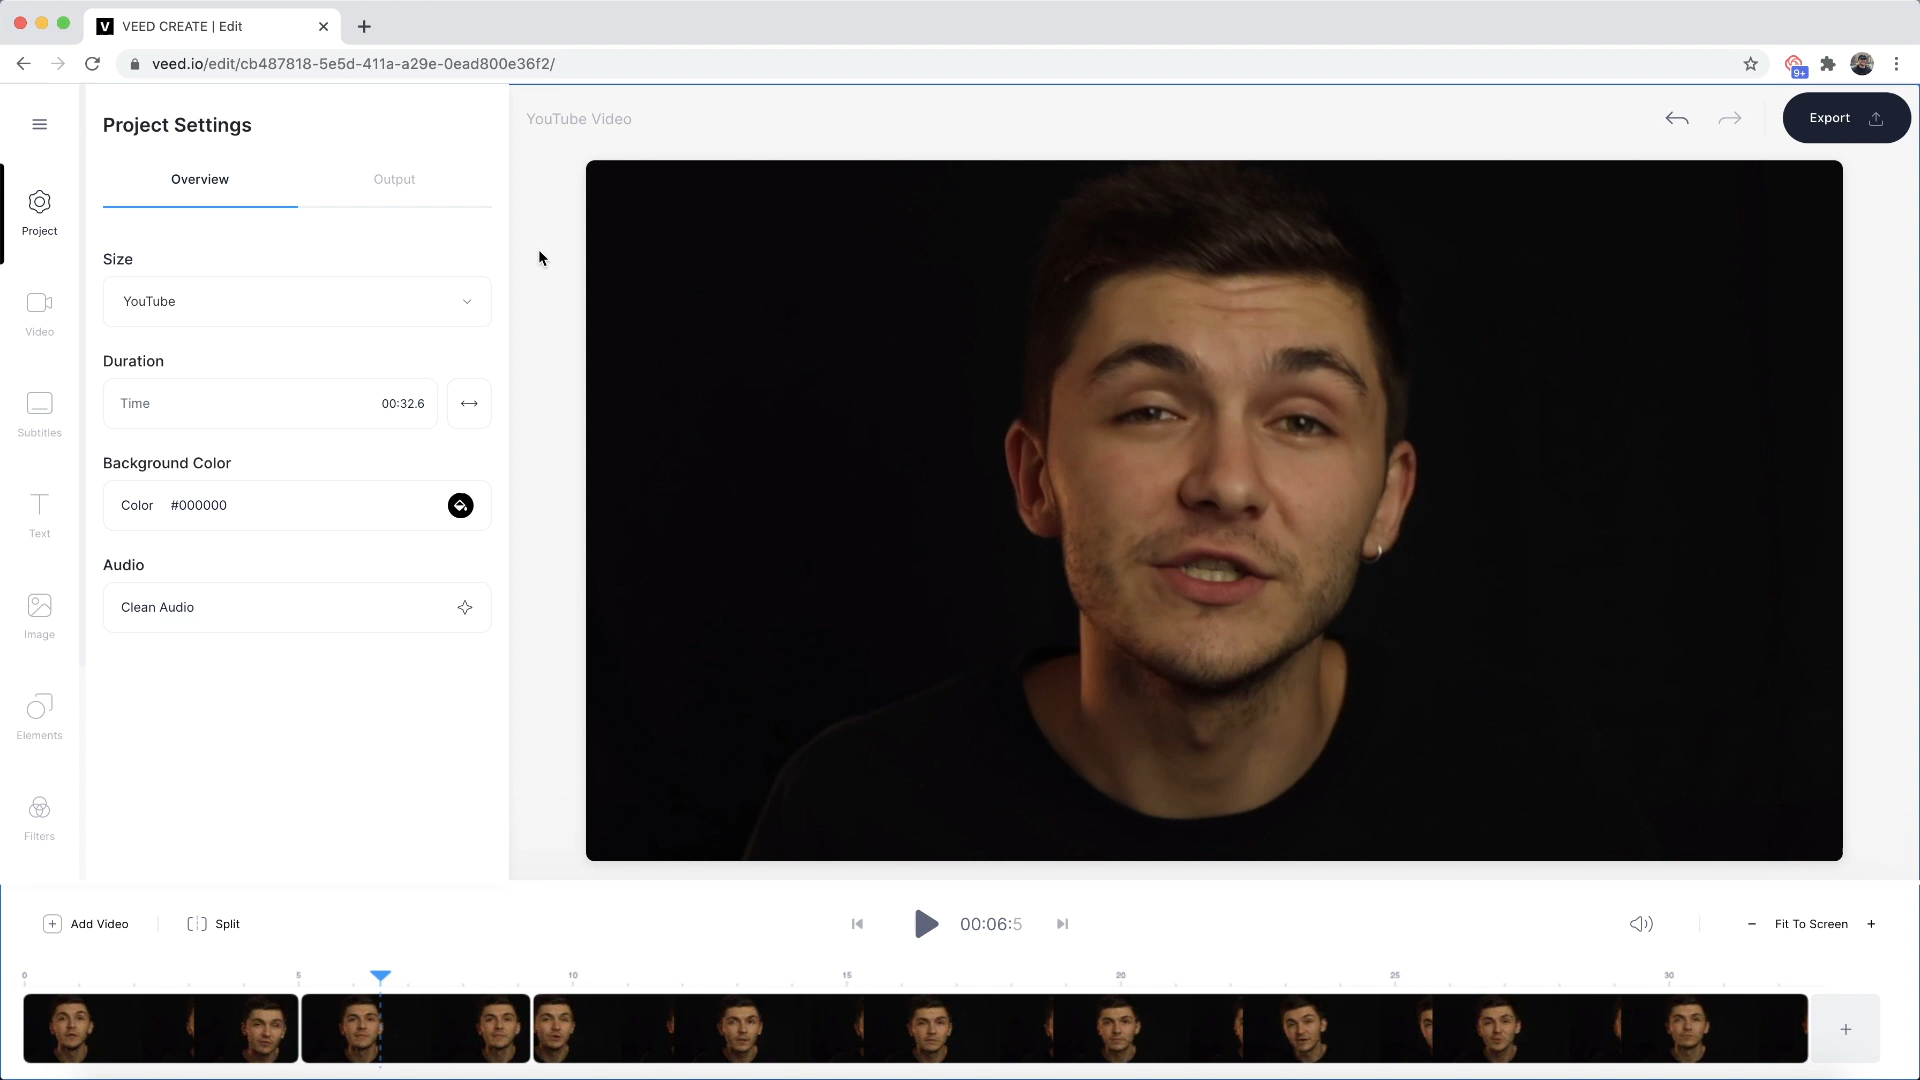 VEED CREATE | Edit
veed.io/edit/cb487818-5e5d-411a-a29e-0ead800e36f2/
9+
Project Settings
Overview
Output
Size
YouTube
Duration
Time 00:32.6
Background Color
Color #000000
Audio
Clean Audio
Project
Video
Subtitles
Text
Image
Elements
Filters
YouTube Video
Export
Add Video
Split
00:06:5
Fit To Screen
0 5 10 15 20 25 30